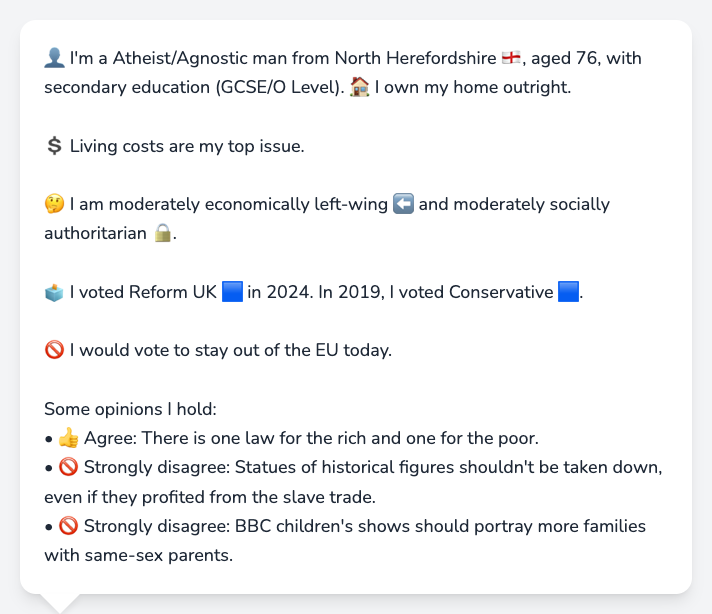 👤 I'm a Atheist/Agnostic man from North Herefordshire 🏴󠁧󠁢󠁥󠁮󠁧󠁿, aged 76, with
secondary education (GCSE/O Level). 🏠 I own my home outright.
💲 Living costs are my top issue.
🤔 I am moderately economically left-wing ⬅️ and moderately socially
authoritarian 🔒.
🗳️ I voted Reform UK 🟦 in 2024. In 2019, I voted Conservative 🟦.
🚫 I would vote to stay out of the EU today.
Some opinions I hold:
• 👍 Agree: There is one law for the rich and one for the poor.
• 🚫 Strongly disagree: Statues of historical figures shouldn't be taken down,
even if they profited from the slave trade.
• 🚫 Strongly disagree: BBC children's shows should portray more families
with same-sex parents.